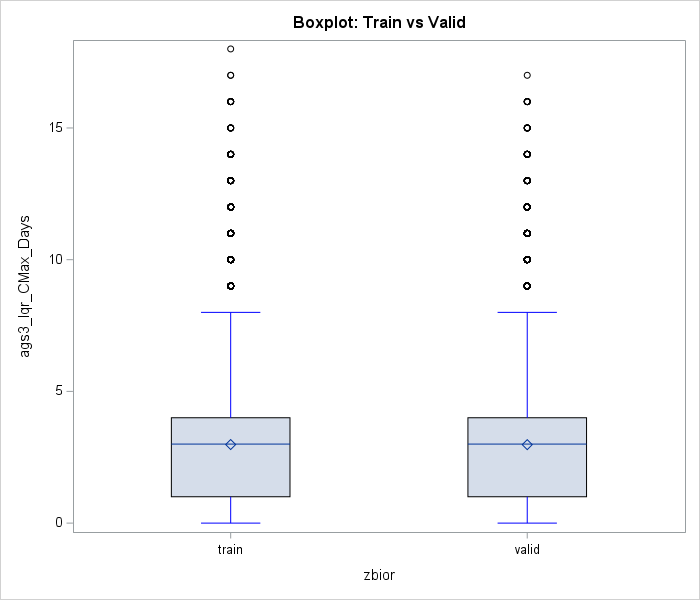 Boxplot: Train vs Valid
15
10
5
0
ags3_Iqr_CMax_Days
train
valid
zbior